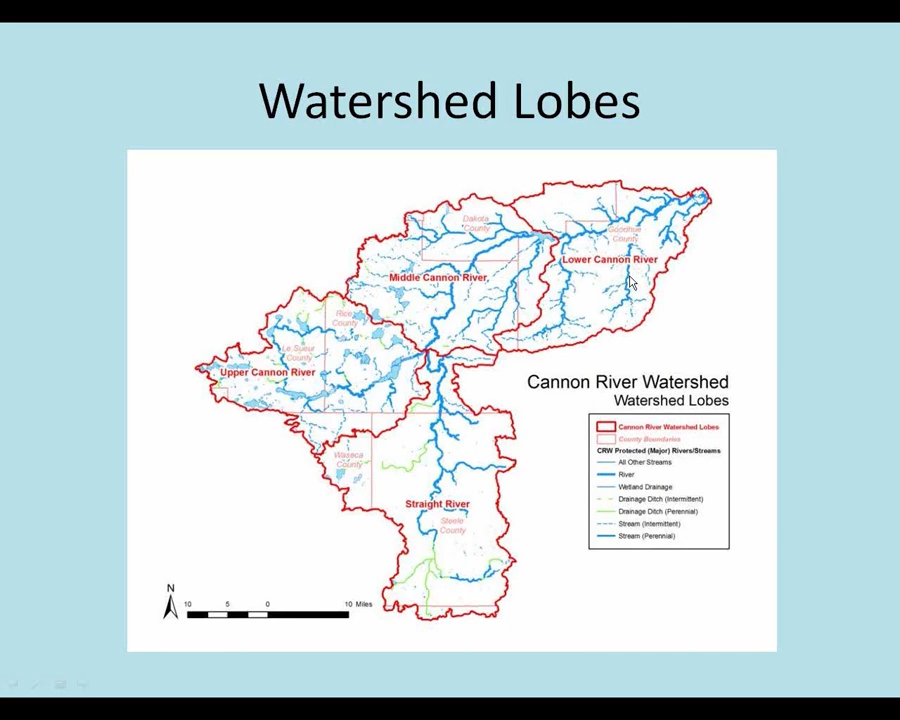 Watershed Lobes
Dakota
County
Goodhue
County
Lower Cannon River
Middle Cannon River
Rice
County
Le Sueur
County
Upper Cannon River
Cannon River Watershed
Watershed Lobes
Cannon River Watershed Lobes
County Boundaries
CRW Protected (Major) Rivers/Streams
All Other Streams
River
Wetland Drainage
Drainage Ditch (Intermittent)
Drainage Ditch (Perennial)
Stream (Intermittent)
Stream (Perennial)
Waseca
County
Straight River
Steele
County
N
10 5 0 10 Miles